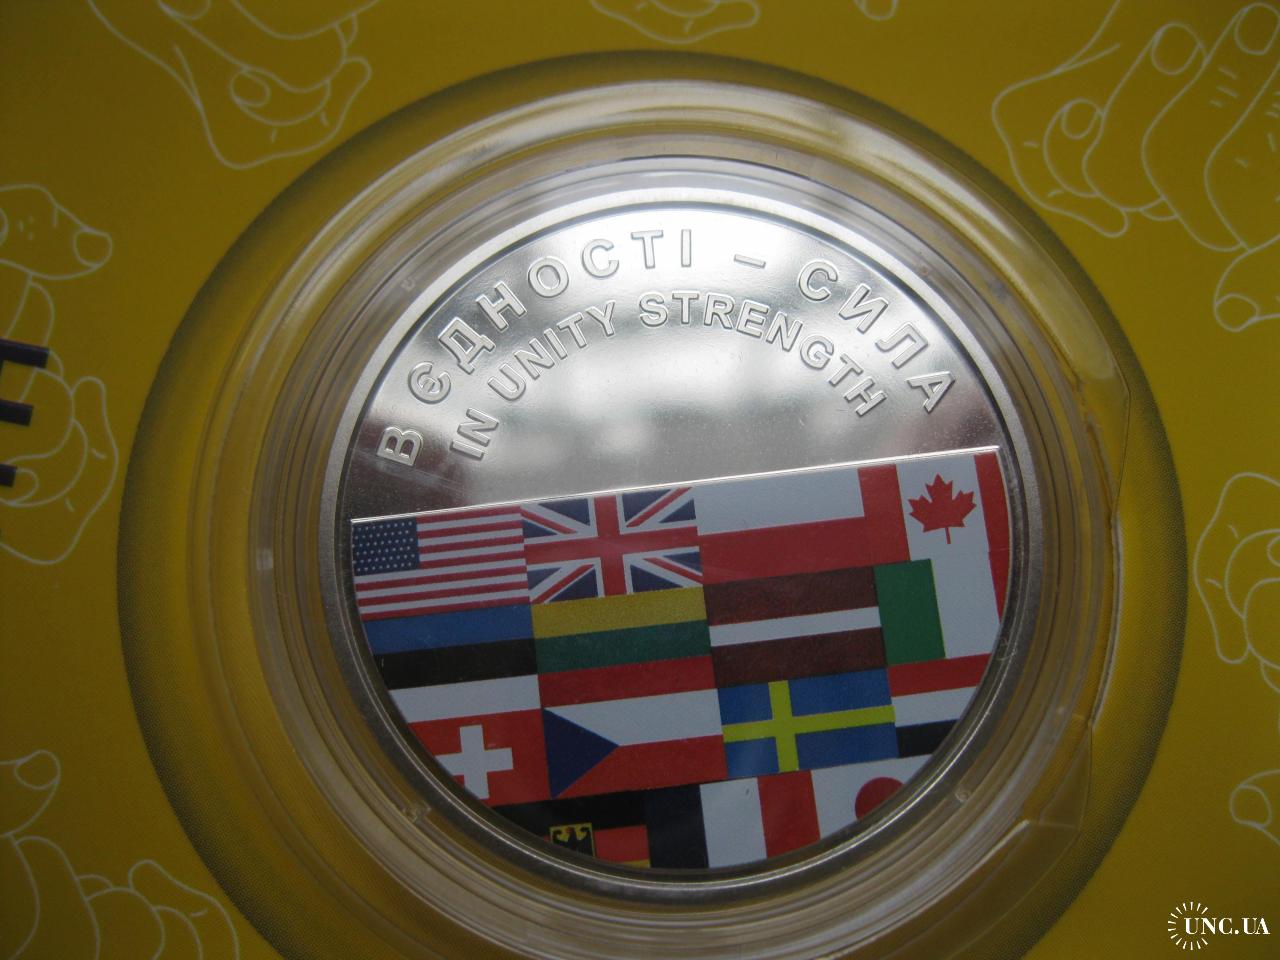 В ЄДНОСТІ – СИЛА
IN UNITY STRENGTH
UNC.UA